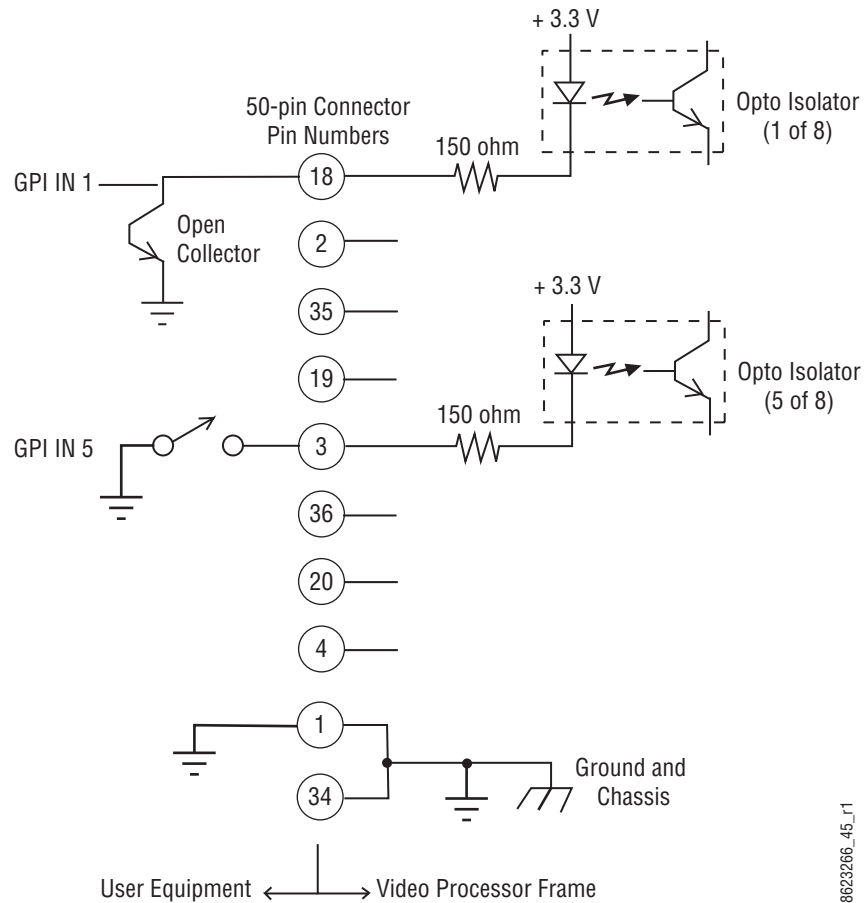 + 3.3 V
50-pin Connector
Pin Numbers
150 ohm
Opto Isolator
(1 of 8)
GPI IN 1
18
Open
Collector
2
35
+ 3.3 V
19
150 ohm
Opto Isolator
(5 of 8)
GPI IN 5
3
36
20
4
1
34
Ground and
Chassis
User Equipment
Video Processor Frame
8623266_45_r1